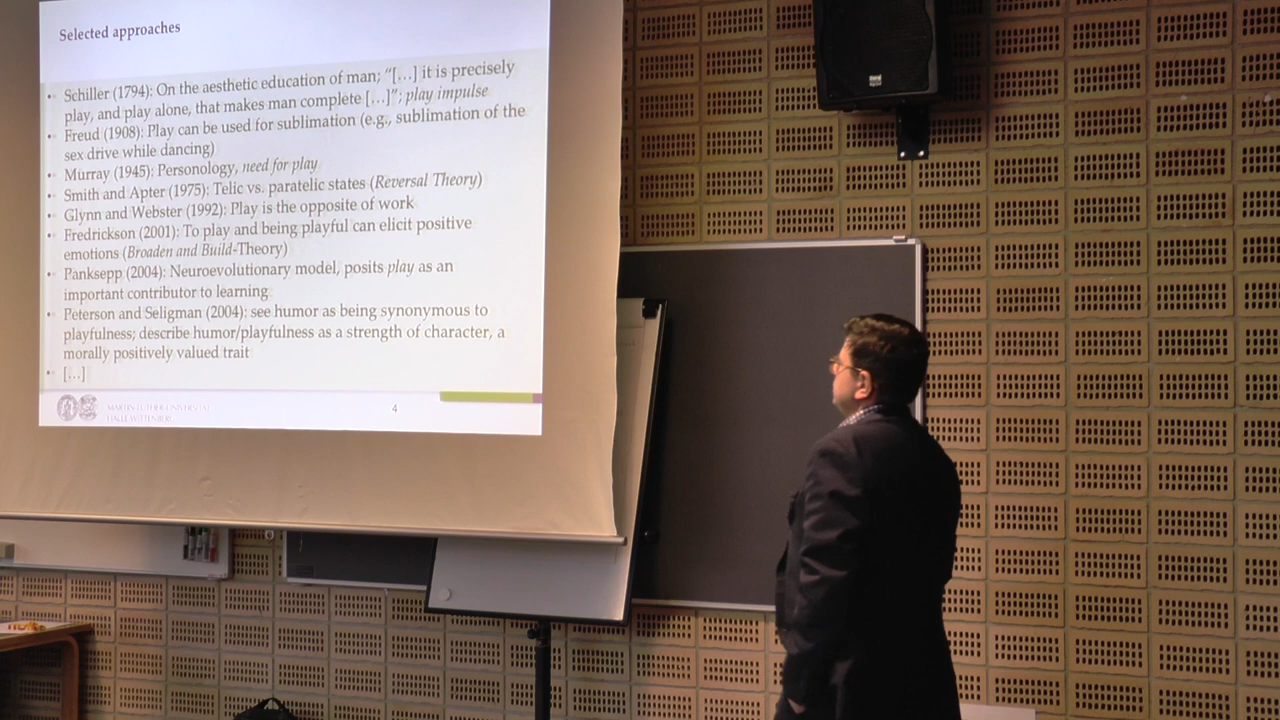 Selected approaches
• Schiller (1794): On the aesthetic education of man; "[…] it is precisely
play, and play alone, that makes man complete […]"; play impulse
• Freud (1908): Play can be used for sublimation (e.g., sublimation of the
sex drive while dancing)
• Murray (1945): Personology, need for play
• Smith and Apter (1975): Telic vs. paratelic states (Reversal Theory)
• Glynn and Webster (1992): Play is the opposite of work
• Fredrickson (2001): To play and being playful can elicit positive
emotions (Broaden and Build-Theory)
• Panksepp (2004): Neuroevolutionary model, posits play as an
important contributor to learning
• Peterson and Seligman (2004): see humor as being synonymous to
playfulness; describe humor/playfulness as a strength of character, a
morally positively valued trait
• […]
MARTIN-LUTHER-UNIVERSITÄT
HALLE-WITTENBERG
4